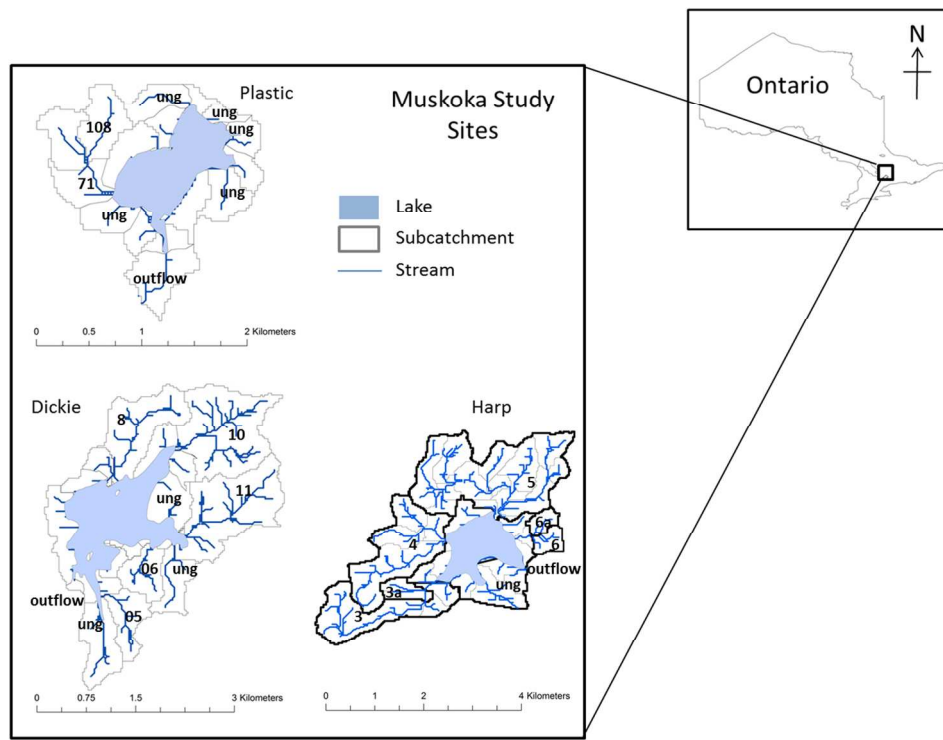 N
Ontario
Muskoka Study
Sites
Lake
Subcatchment
Stream
Plastic
ung
ung
ung
108
71
ung
ung
outflow
0 0.5 1 2 Kilometers
Dickie
8
10
11
ung
06
ung
outflow
ung
05
0 0.75 1.5 3 Kilometers
Harp
5
6a
4
6
outflow
ung
3a
3
0 1 2 4 Kilometers